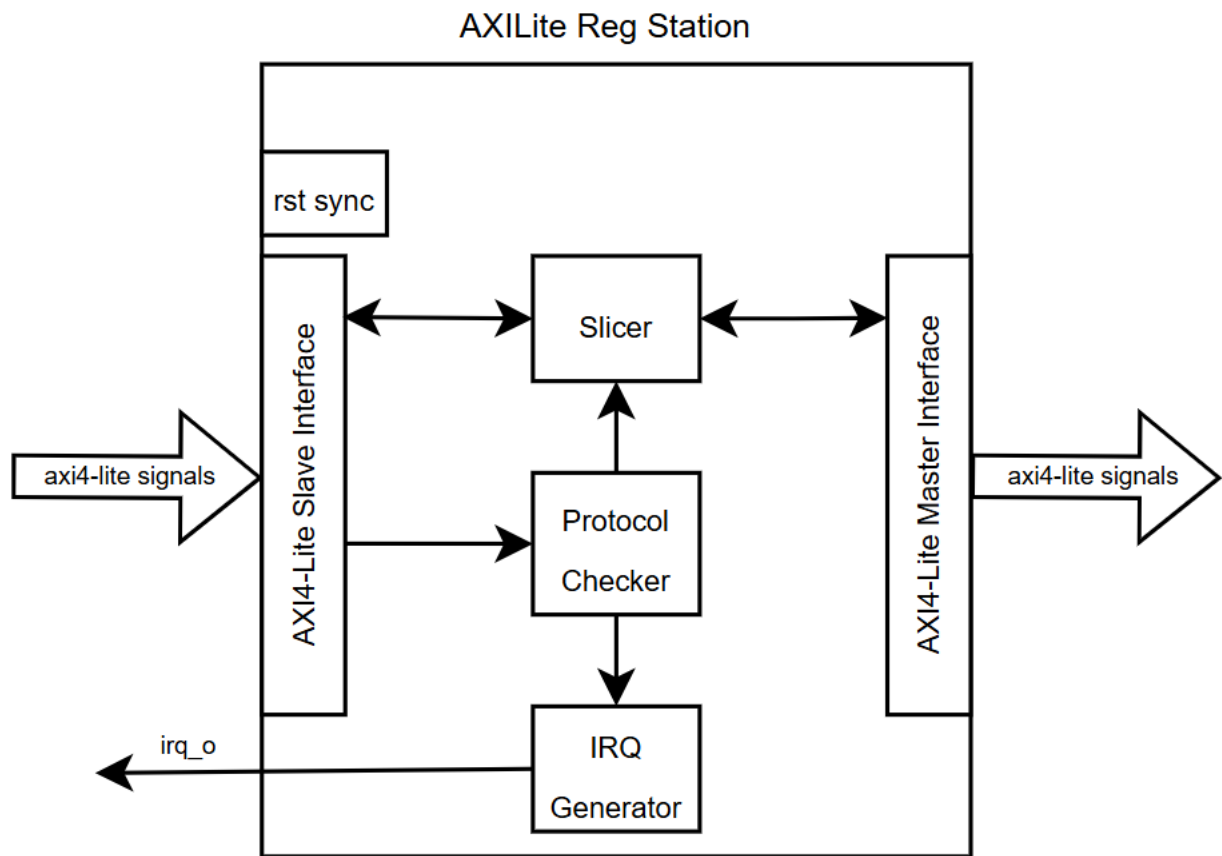 AXILite Reg Station
rst sync
AXI4-Lite Slave Interface
Slicer
AXI4-Lite Master Interface
axi4-lite signals
axi4-lite signals
Protocol
Checker
irq_o
IRQ
Generator